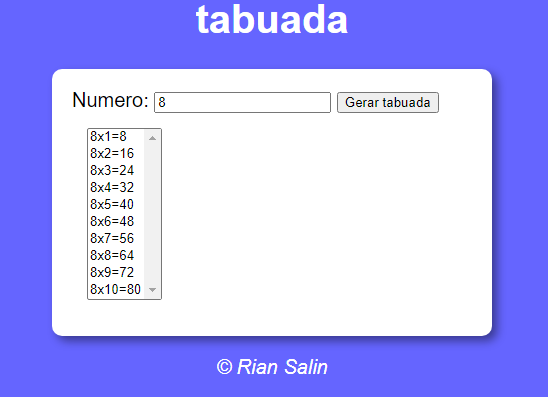 tabuada
Numero: 8 Gerar tabuada
8x1=8
8x2=16
8x3=24
8x4=32
8x5=40
8x6=48
8x7=56
8x8=64
8x9=72
8x10=80
© Rian Salin